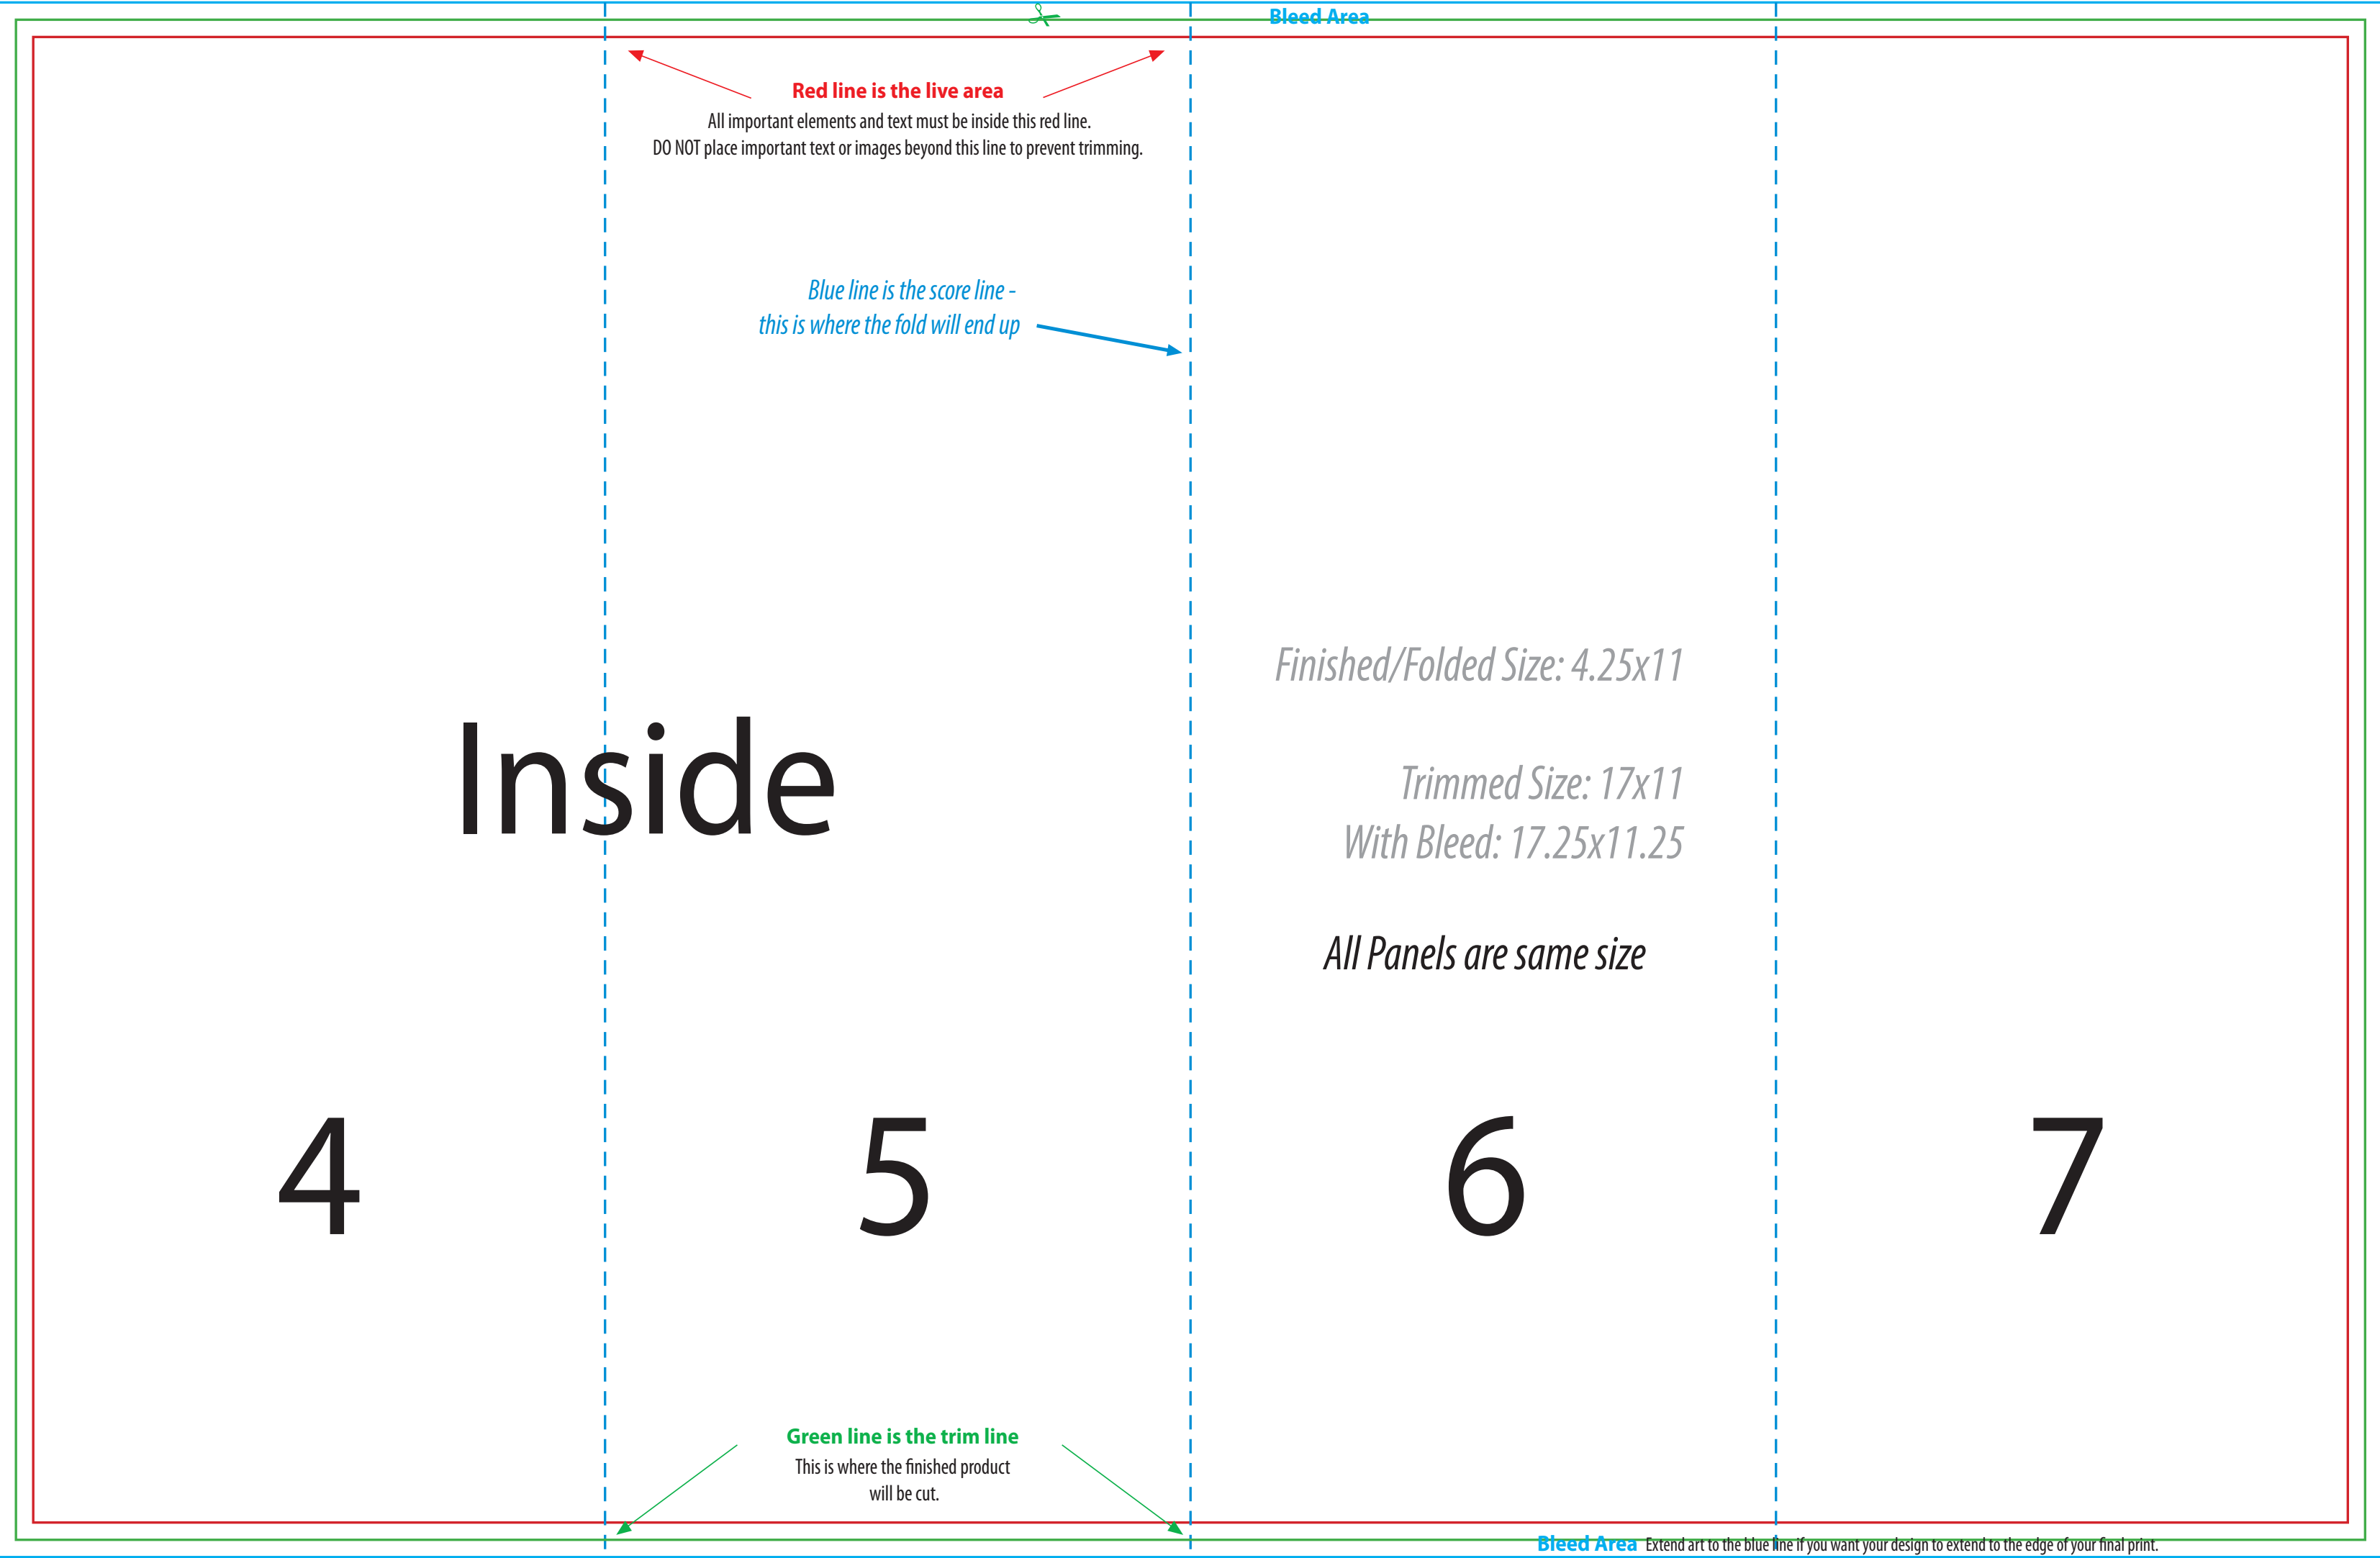 Bleed Area
Red line is the live area
All important elements and text must be inside this red line.
DO NOT place important text or images beyond this line to prevent trimming.
Blue line is the score line -
this is where the fold will end up
Finished/Folded Size: 4.25x11
Inside
Trimmed Size: 17x11
With Bleed: 17.25x11.25
All Panels are same size
4
5
6
7
Green line is the trim line
This is where the finished product
will be cut.
Bleed Area Extend art to the blue line if you want your design to extend to the edge of your final print.